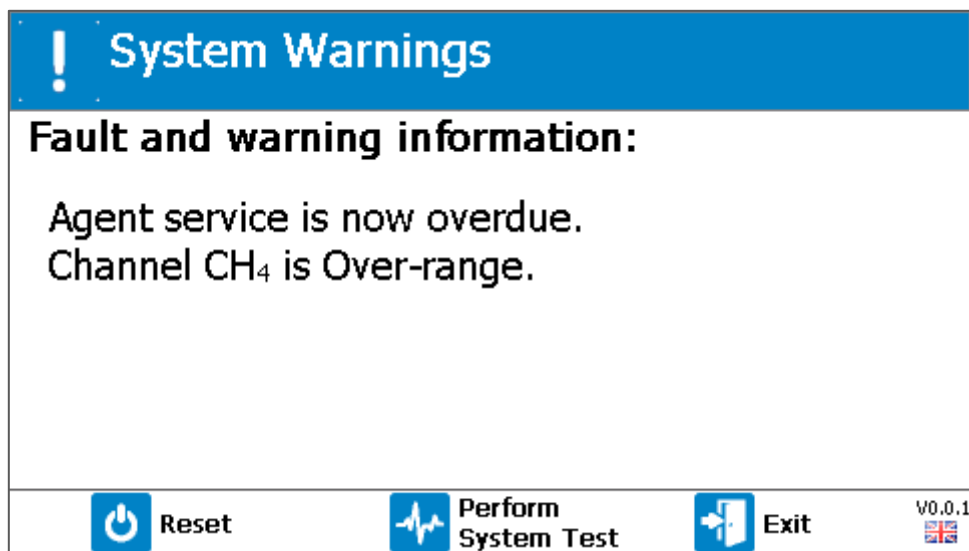 System Warnings
Fault and warning information:
Agent service is now overdue.
Channel CH₄ is Over-range.
Reset
Perform
System Test
Exit
V0.0.1